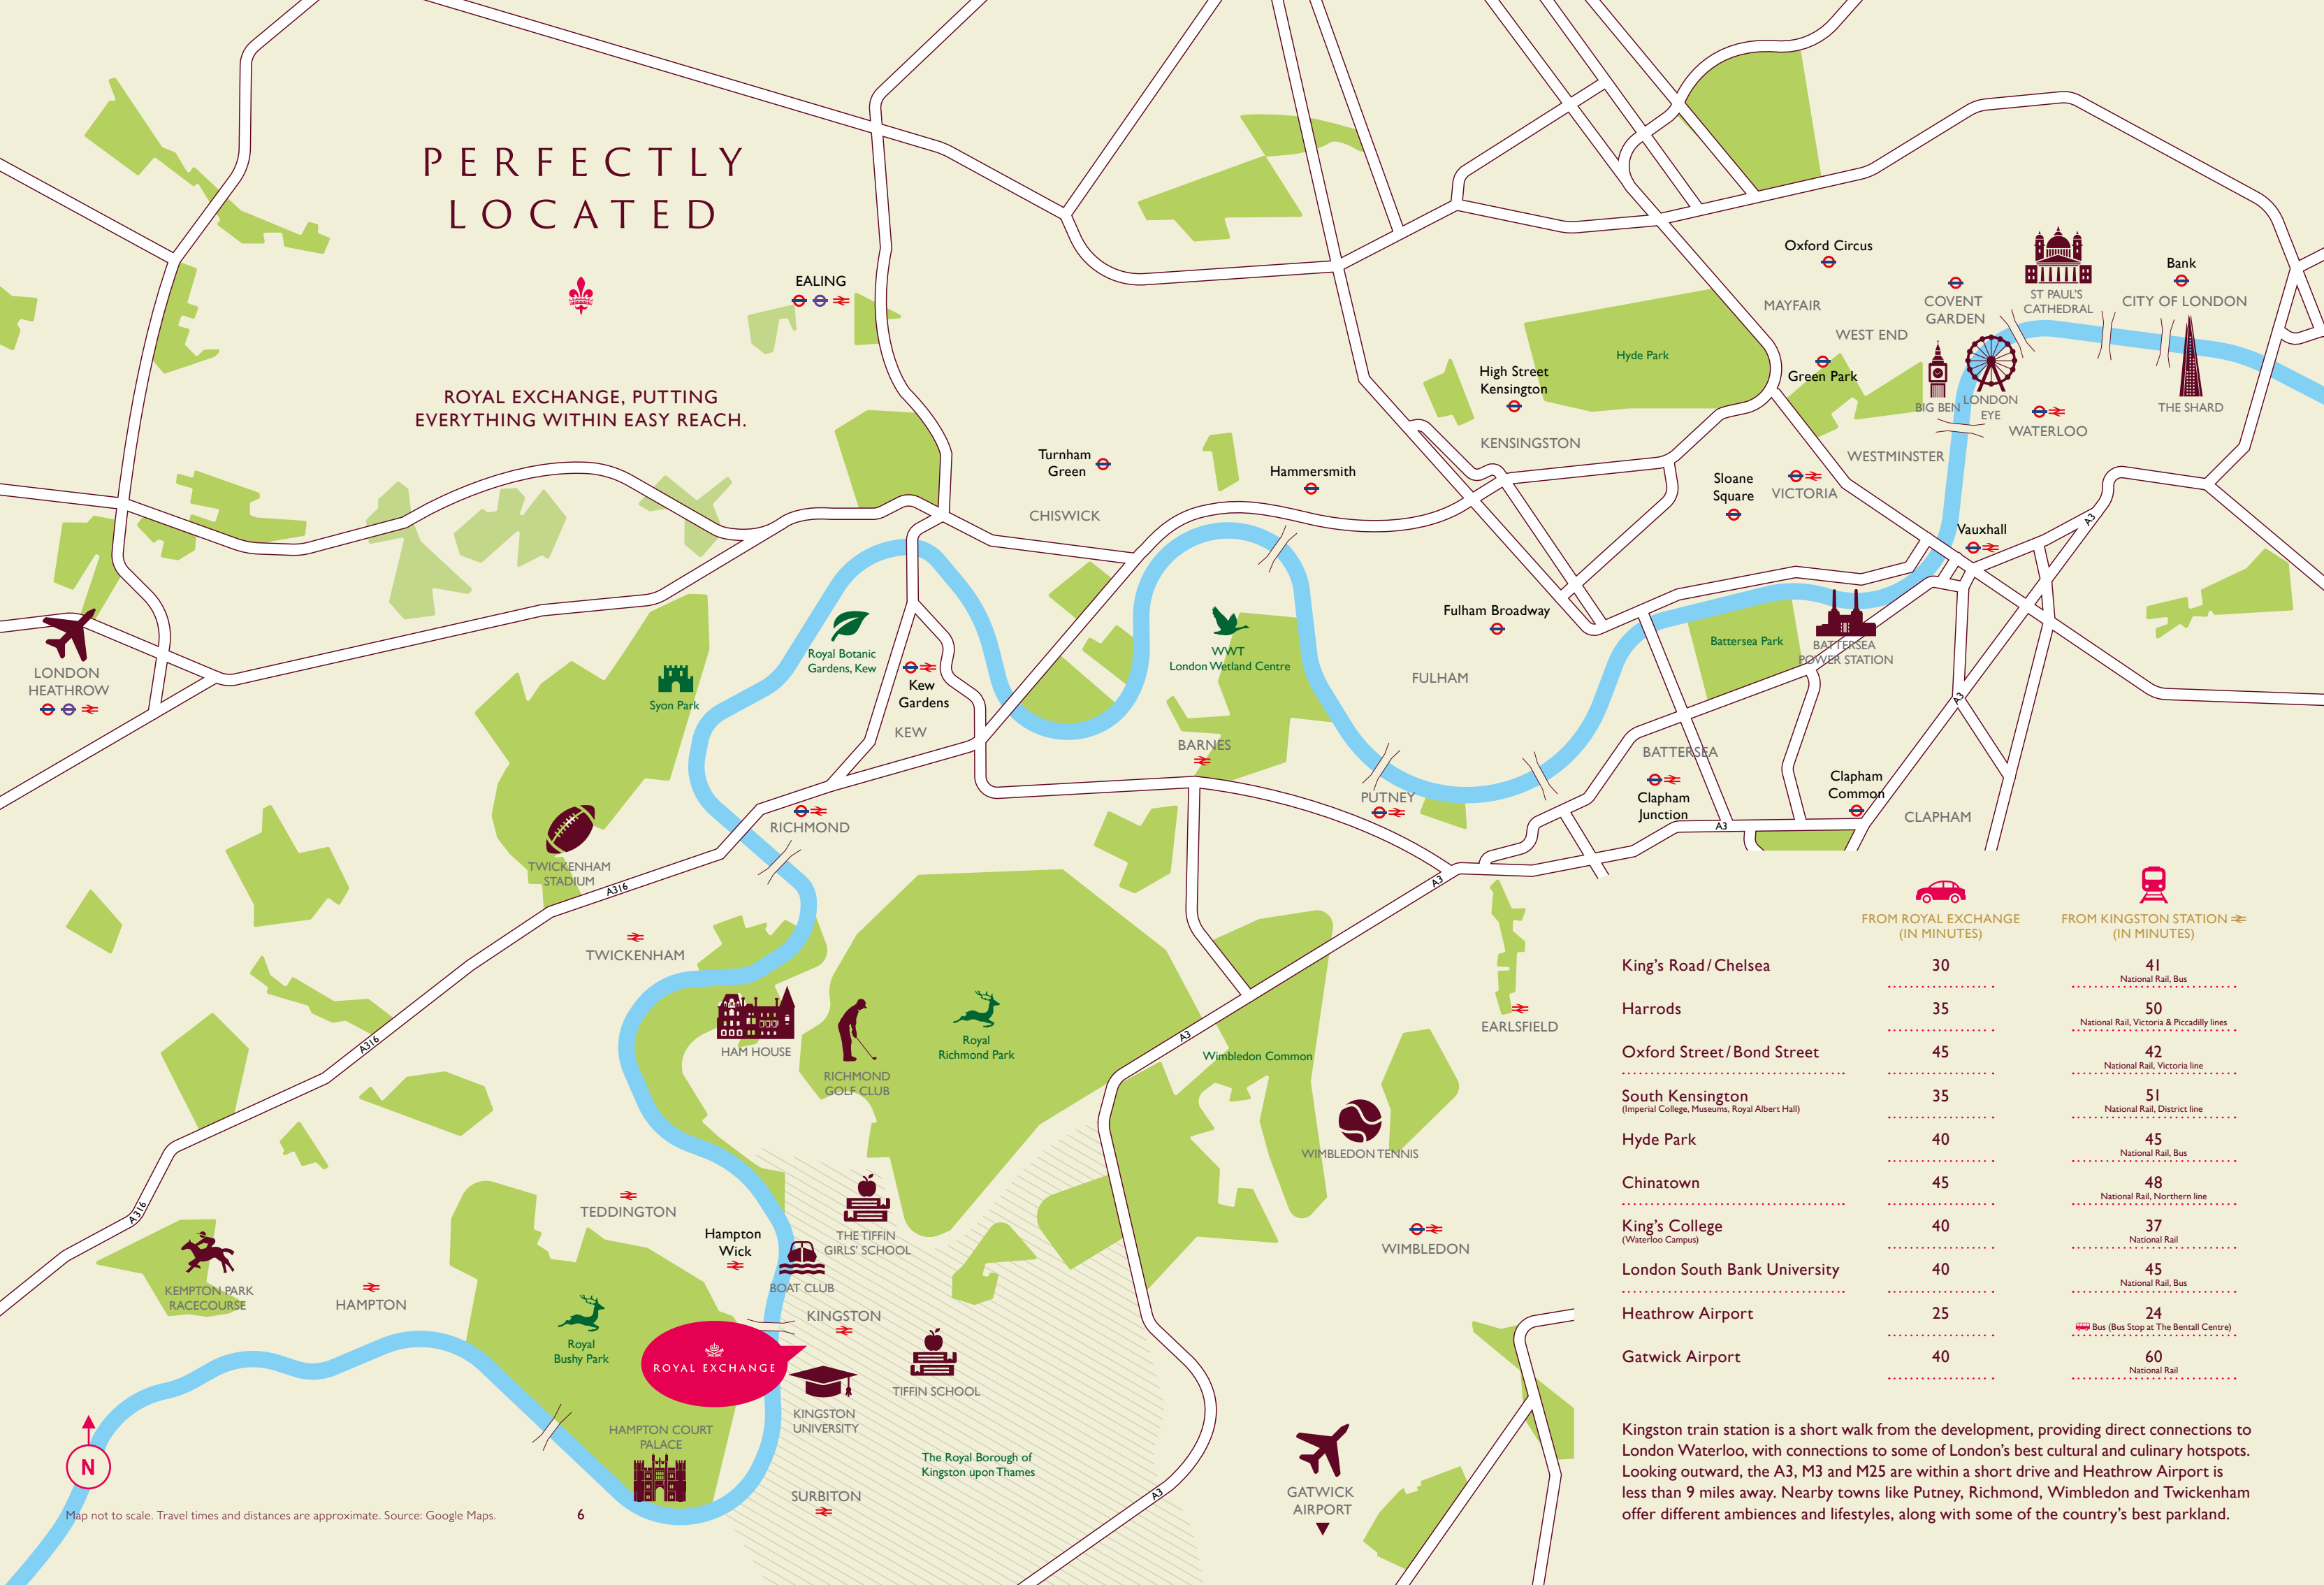 PERFECTLY
LOCATED
ROYAL EXCHANGE, PUTTING
EVERYTHING WITHIN EASY REACH.
EALING
Oxford Circus
MAYFAIR
WEST END
COVENT
GARDEN
ST PAUL'S
CATHEDRAL
Bank
CITY OF LONDON
Hyde Park
High Street
Kensington
KENSINGTON
Green Park
BIG BEN
LONDON
EYE
WATERLOO
THE SHARD
WESTMINSTER
Turnham
Green
Hammersmith
CHISWICK
Sloane
Square
VICTORIA
Vauxhall
A3
LONDON
HEATHROW
Royal Botanic
Gardens, Kew
Syon Park
Kew
Gardens
KEW
WWT
London Wetland Centre
Fulham Broadway
FULHAM
Battersea Park
BATTERSEA
POWER STATION
A3
BARNES
BATTERSEA
PUTNEY
Clapham
Junction
Clapham
Common
CLAPHAM
A3
RICHMOND
TWICKENHAM
STADIUM
A316
A3
TWICKENHAM
HAM HOUSE
RICHMOND
GOLF CLUB
Royal
Richmond Park
A3
Wimbledon Common
EARLSFIELD
A316
WIMBLEDON TENNIS
A316
TEDDINGTON
Hampton
Wick
THE TIFFIN
GIRLS' SCHOOL
BOAT CLUB
WIMBLEDON
KEMPTON PARK
RACECOURSE
HAMPTON
KINGSTON
Royal
Bushy Park
ROYAL EXCHANGE
TIFFIN SCHOOL
KINGSTON
UNIVERSITY
HAMPTON COURT
PALACE
The Royal Borough of
Kingston upon Thames
SURBITON
A3
GATWICK
AIRPORT
N
Map not to scale. Travel times and distances are approximate. Source: Google Maps.
6
FROM ROYAL EXCHANGE
(IN MINUTES)
FROM KINGSTON STATION
(IN MINUTES)
King's Road/Chelsea 30 41
National Rail, Bus
Harrods 35 50
National Rail, Victoria & Piccadilly lines
Oxford Street/Bond Street 45 42
National Rail, Victoria line
South Kensington 35 51
(Imperial College, Museums, Royal Albert Hall) National Rail, District line
Hyde Park 40 45
National Rail, Bus
Chinatown 45 48
National Rail, Northern line
King's College 40 37
(Waterloo Campus) National Rail
London South Bank University 40 45
National Rail, Bus
Heathrow Airport 25 24
Bus (Bus Stop at The Bentall Centre)
Gatwick Airport 40 60
National Rail
Kingston train station is a short walk from the development, providing direct connections to
London Waterloo, with connections to some of London's best cultural and culinary hotspots.
Looking outward, the A3, M3 and M25 are within a short drive and Heathrow Airport is
less than 9 miles away. Nearby towns like Putney, Richmond, Wimbledon and Twickenham
offer different ambiences and lifestyles, along with some of the country's best parkland.